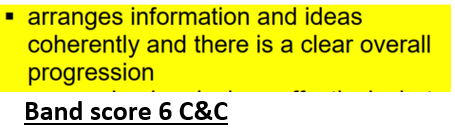 ▪ arranges information and ideas
coherently and there is a clear overall
progression
Band score 6 C&C